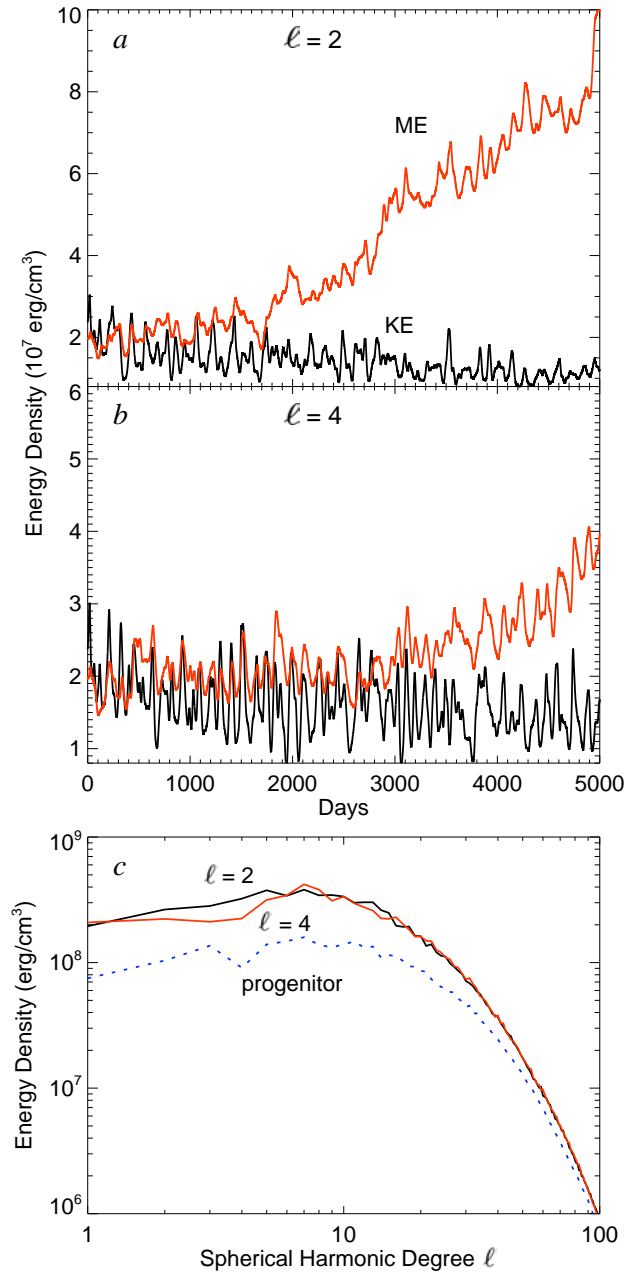 a
ℓ = 2
10
8
6
4
2
ME
KE
Energy Density (10⁷ erg/cm³)
b
ℓ = 4
6
5
4
3
2
1
0
1000
2000
3000
4000
5000
Days
c
10⁹
10⁸
10⁷
10⁶
ℓ = 2
ℓ = 4
progenitor
Energy Density (erg/cm³)
1
10
100
Spherical Harmonic Degree ℓ